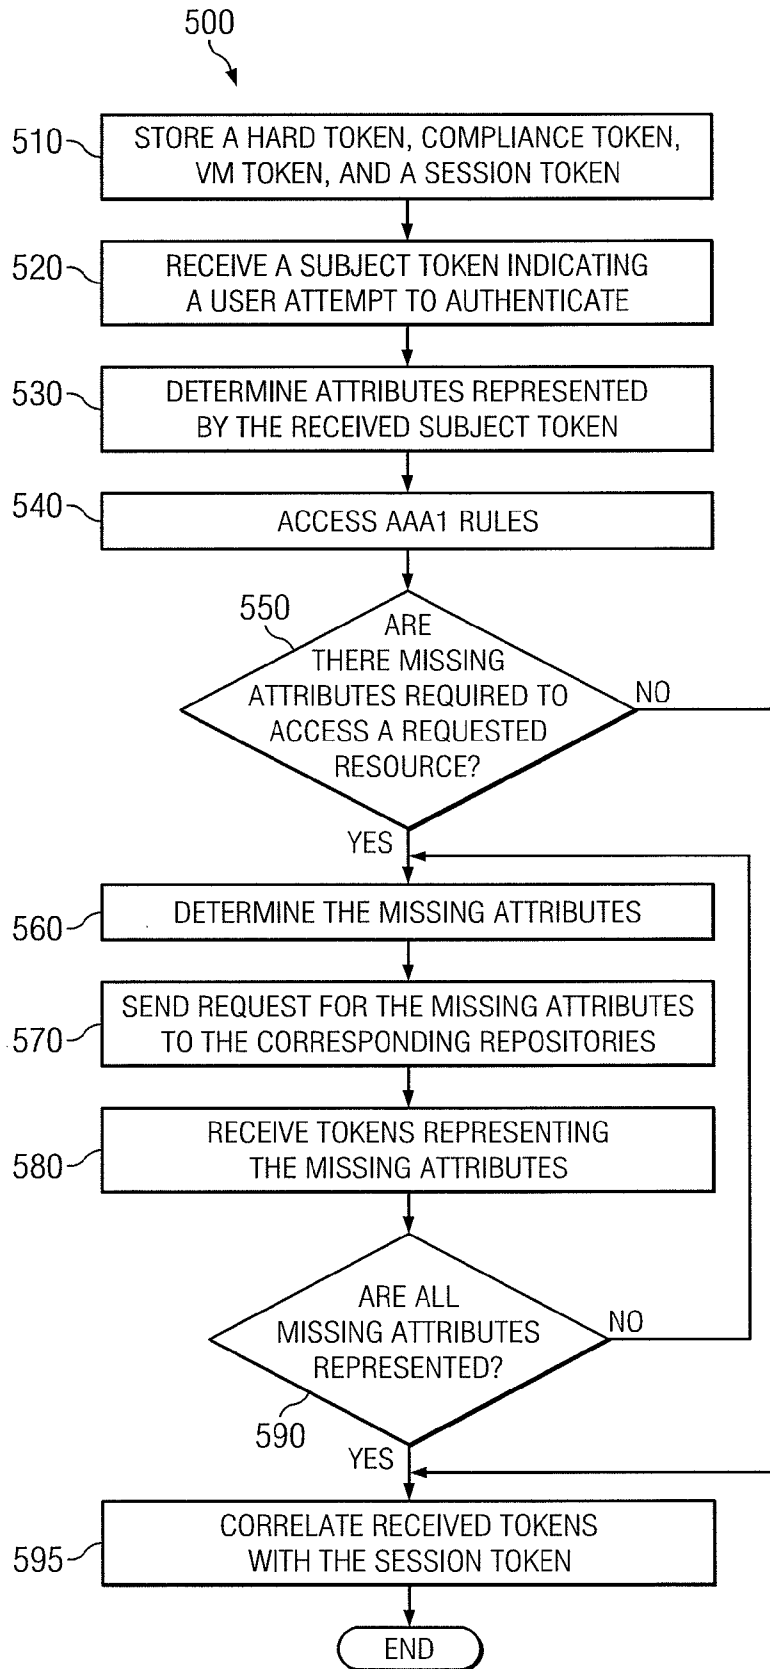 500
510
STORE A HARD TOKEN, COMPLIANCE TOKEN,
VM TOKEN, AND A SESSION TOKEN
520
RECEIVE A SUBJECT TOKEN INDICATING
A USER ATTEMPT TO AUTHENTICATE
530
DETERMINE ATTRIBUTES REPRESENTED
BY THE RECEIVED SUBJECT TOKEN
540
ACCESS AAA1 RULES
550
ARE
THERE MISSING
ATTRIBUTES REQUIRED TO
ACCESS A REQUESTED
RESOURCE?
NO
YES
560
DETERMINE THE MISSING ATTRIBUTES
570
SEND REQUEST FOR THE MISSING ATTRIBUTES
TO THE CORRESPONDING REPOSITORIES
580
RECEIVE TOKENS REPRESENTING
THE MISSING ATTRIBUTES
ARE ALL
MISSING ATTRIBUTES
REPRESENTED?
NO
590
YES
595
CORRELATE RECEIVED TOKENS
WITH THE SESSION TOKEN
END